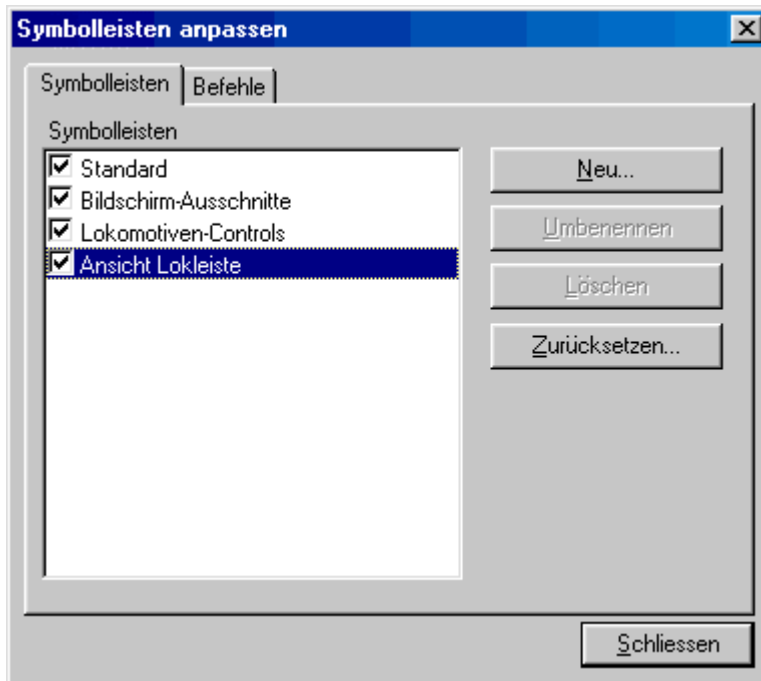 Symbolleisten anpassen
Symbolleisten Befehle
Symbolleisten
Standard
Bildschirm-Ausschnitte
Lokomotiven-Controls
Ansicht Lokleiste
Neu...
Umbenennen
Löschen
Zurücksetzen...
Schliessen